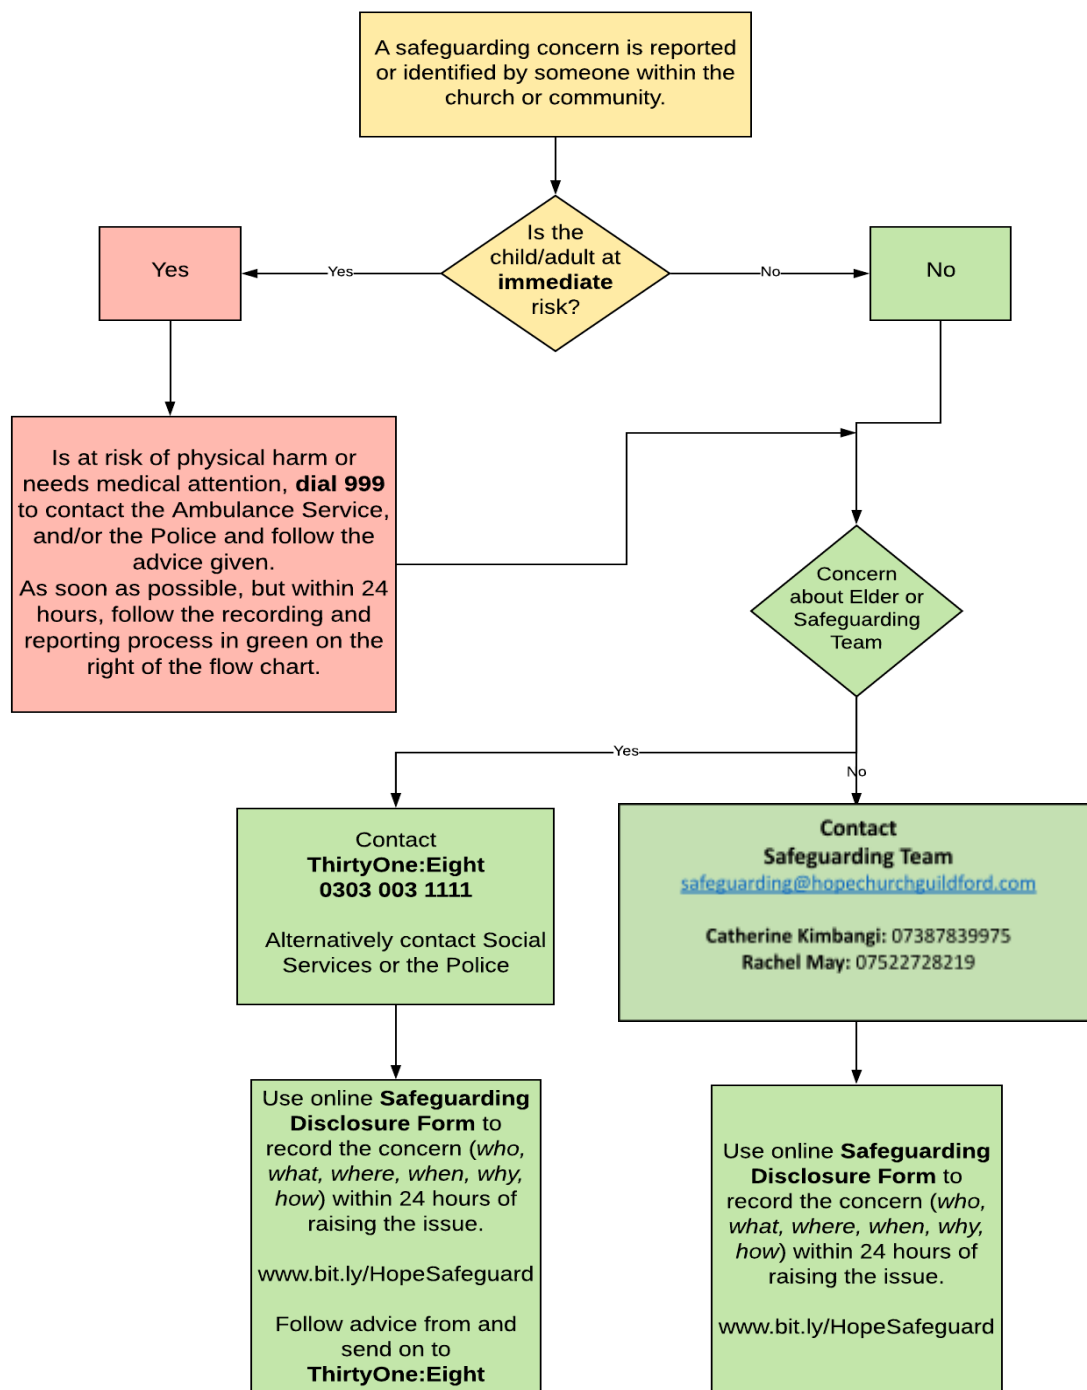 A safeguarding concern is reported
or identified by someone within the
church or community.
Is the
child/adult at
immediate
risk?
Yes
Yes
No
No
Is at risk of physical harm or
needs medical attention, dial 999
to contact the Ambulance Service,
and/or the Police and follow the
advice given.
As soon as possible, but within 24
hours, follow the recording and
reporting process in green on the
right of the flow chart.
Concern
about Elder or
Safeguarding
Team
Yes
No
Contact
ThirtyOne:Eight
0303 003 1111
Alternatively contact Social
Services or the Police
Contact
Safeguarding Team
safeguarding@hopechurchguildford.com
Catherine Kimbangi: 07387839975
Rachel May: 07522728219
Use online Safeguarding
Disclosure Form to
record the concern (who,
what, where, when, why,
how) within 24 hours of
raising the issue.
www.bit.ly/HopeSafeguard
Follow advice from and
send on to
ThirtyOne:Eight
Use online Safeguarding
Disclosure Form to
record the concern (who,
what, where, when, why,
how) within 24 hours of
raising the issue.
www.bit.ly/HopeSafeguard